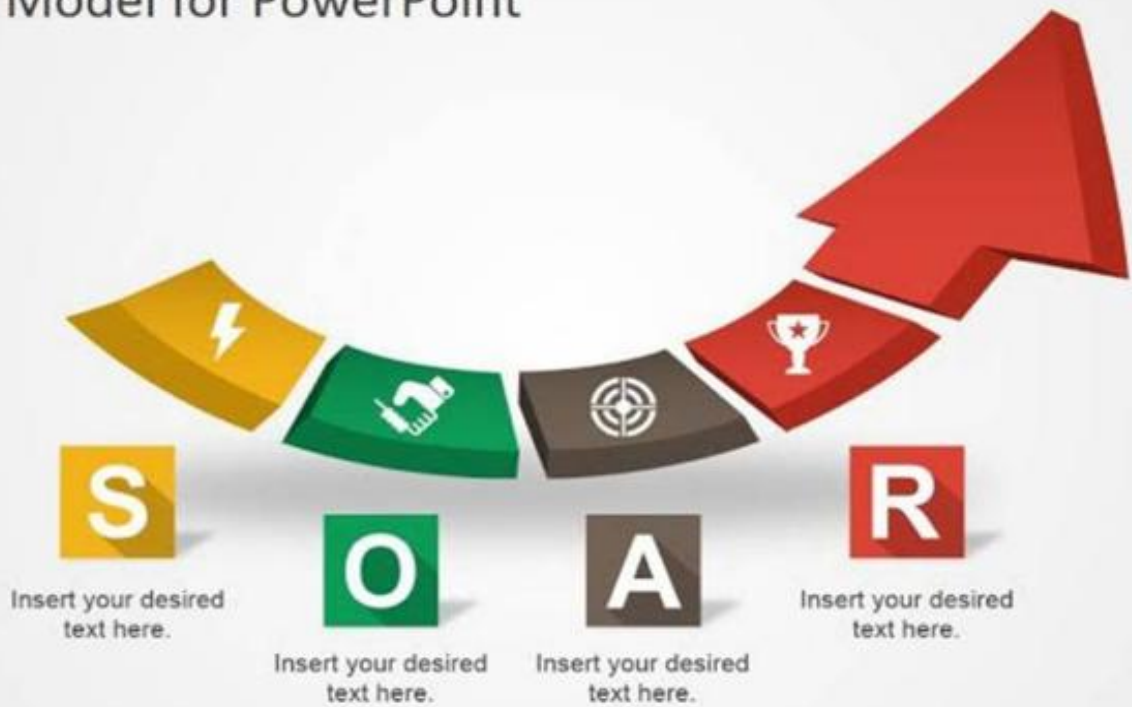 Model for PowerPoint
S
Insert your desired
text here.
O
Insert your desired
text here.
A
Insert your desired
text here.
R
Insert your desired
text here.